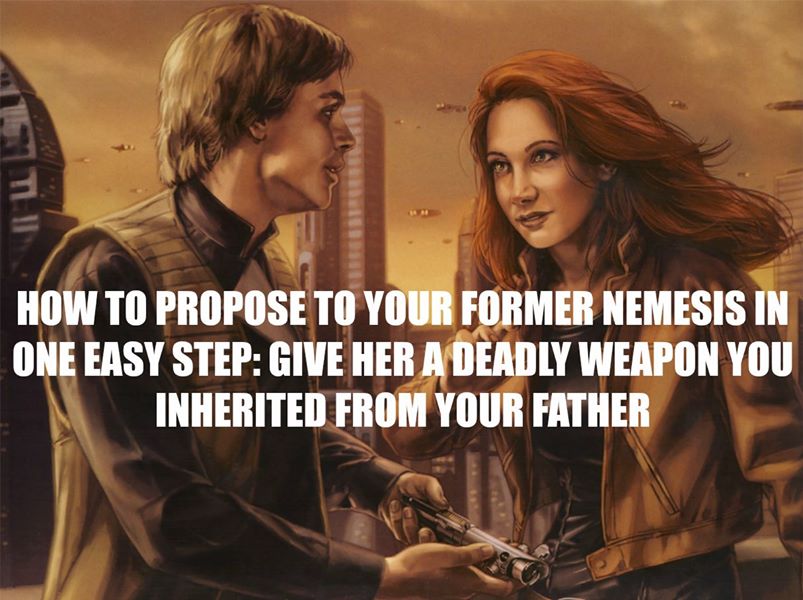 HOW TO PROPOSE TO YOUR FORMER NEMESIS IN
ONE EASY STEP: GIVE HER A DEADLY WEAPON YOU
INHERITED FROM YOUR FATHER